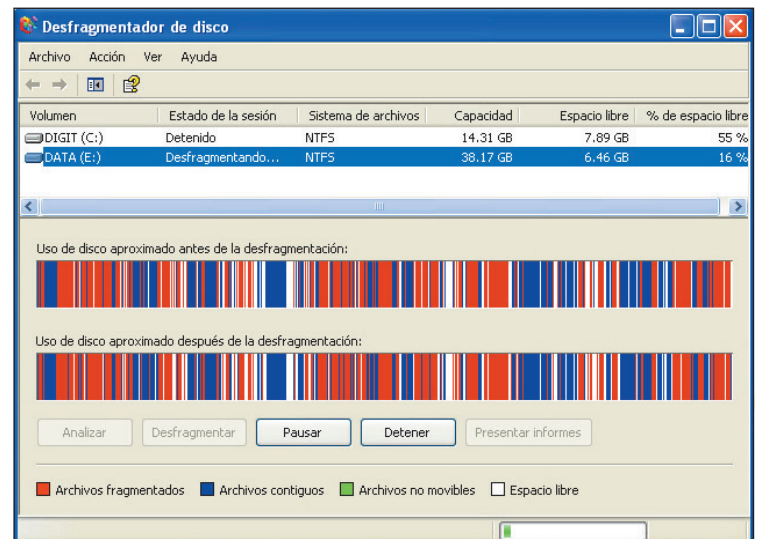 Desfragmentador de disco
Archivo Acción Ver Ayuda
Volumen Estado de la sesión Sistema de archivos Capacidad Espacio libre % de espacio libre
DIGIT (C:) Detenido NTFS 14.31 GB 7.89 GB 55 %
DATA (E:) Desfragmentando... NTFS 38.17 GB 6.46 GB 16 %
Uso de disco aproximado antes de la desfragmentación:
Uso de disco aproximado después de la desfragmentación:
Analizar Desfragmentar Pausar Detener Presentar informes
Archivos fragmentados Archivos contiguos Archivos no movibles Espacio libre